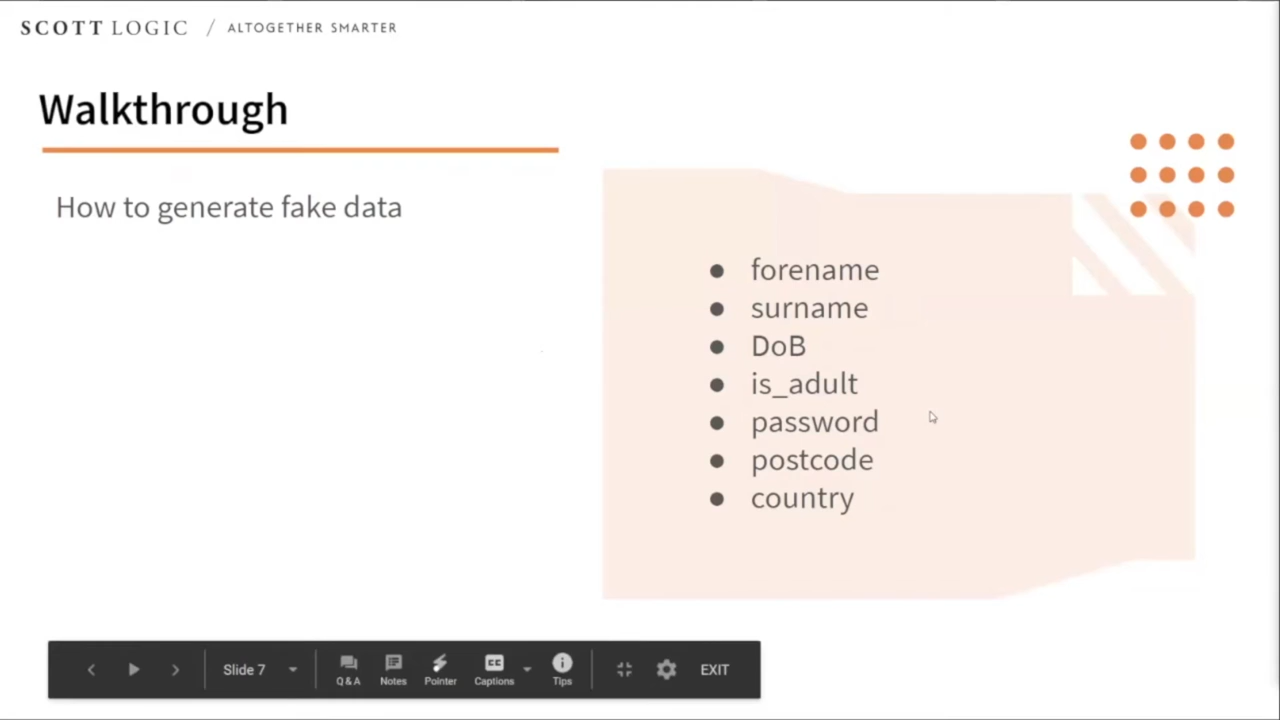 SCOTT LOGIC / ALTOGETHER SMARTER
Walkthrough
How to generate fake data
● forename
● surname
● DoB
● is_adult
● password
● postcode
● country
Slide 7
Q&A
Notes
Pointer
CC
Captions
Tips
EXIT